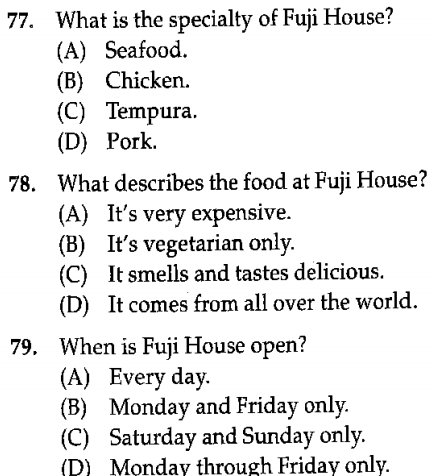 77. What is the specialty of Fuji House?
(A) Seafood.
(B) Chicken.
(C) Tempura.
(D) Pork.
78. What describes the food at Fuji House?
(A) It's very expensive.
(B) It's vegetarian only.
(C) It smells and tastes delicious.
(D) It comes from all over the world.
79. When is Fuji House open?
(A) Every day.
(B) Monday and Friday only.
(C) Saturday and Sunday only.
(D) Monday through Friday only.